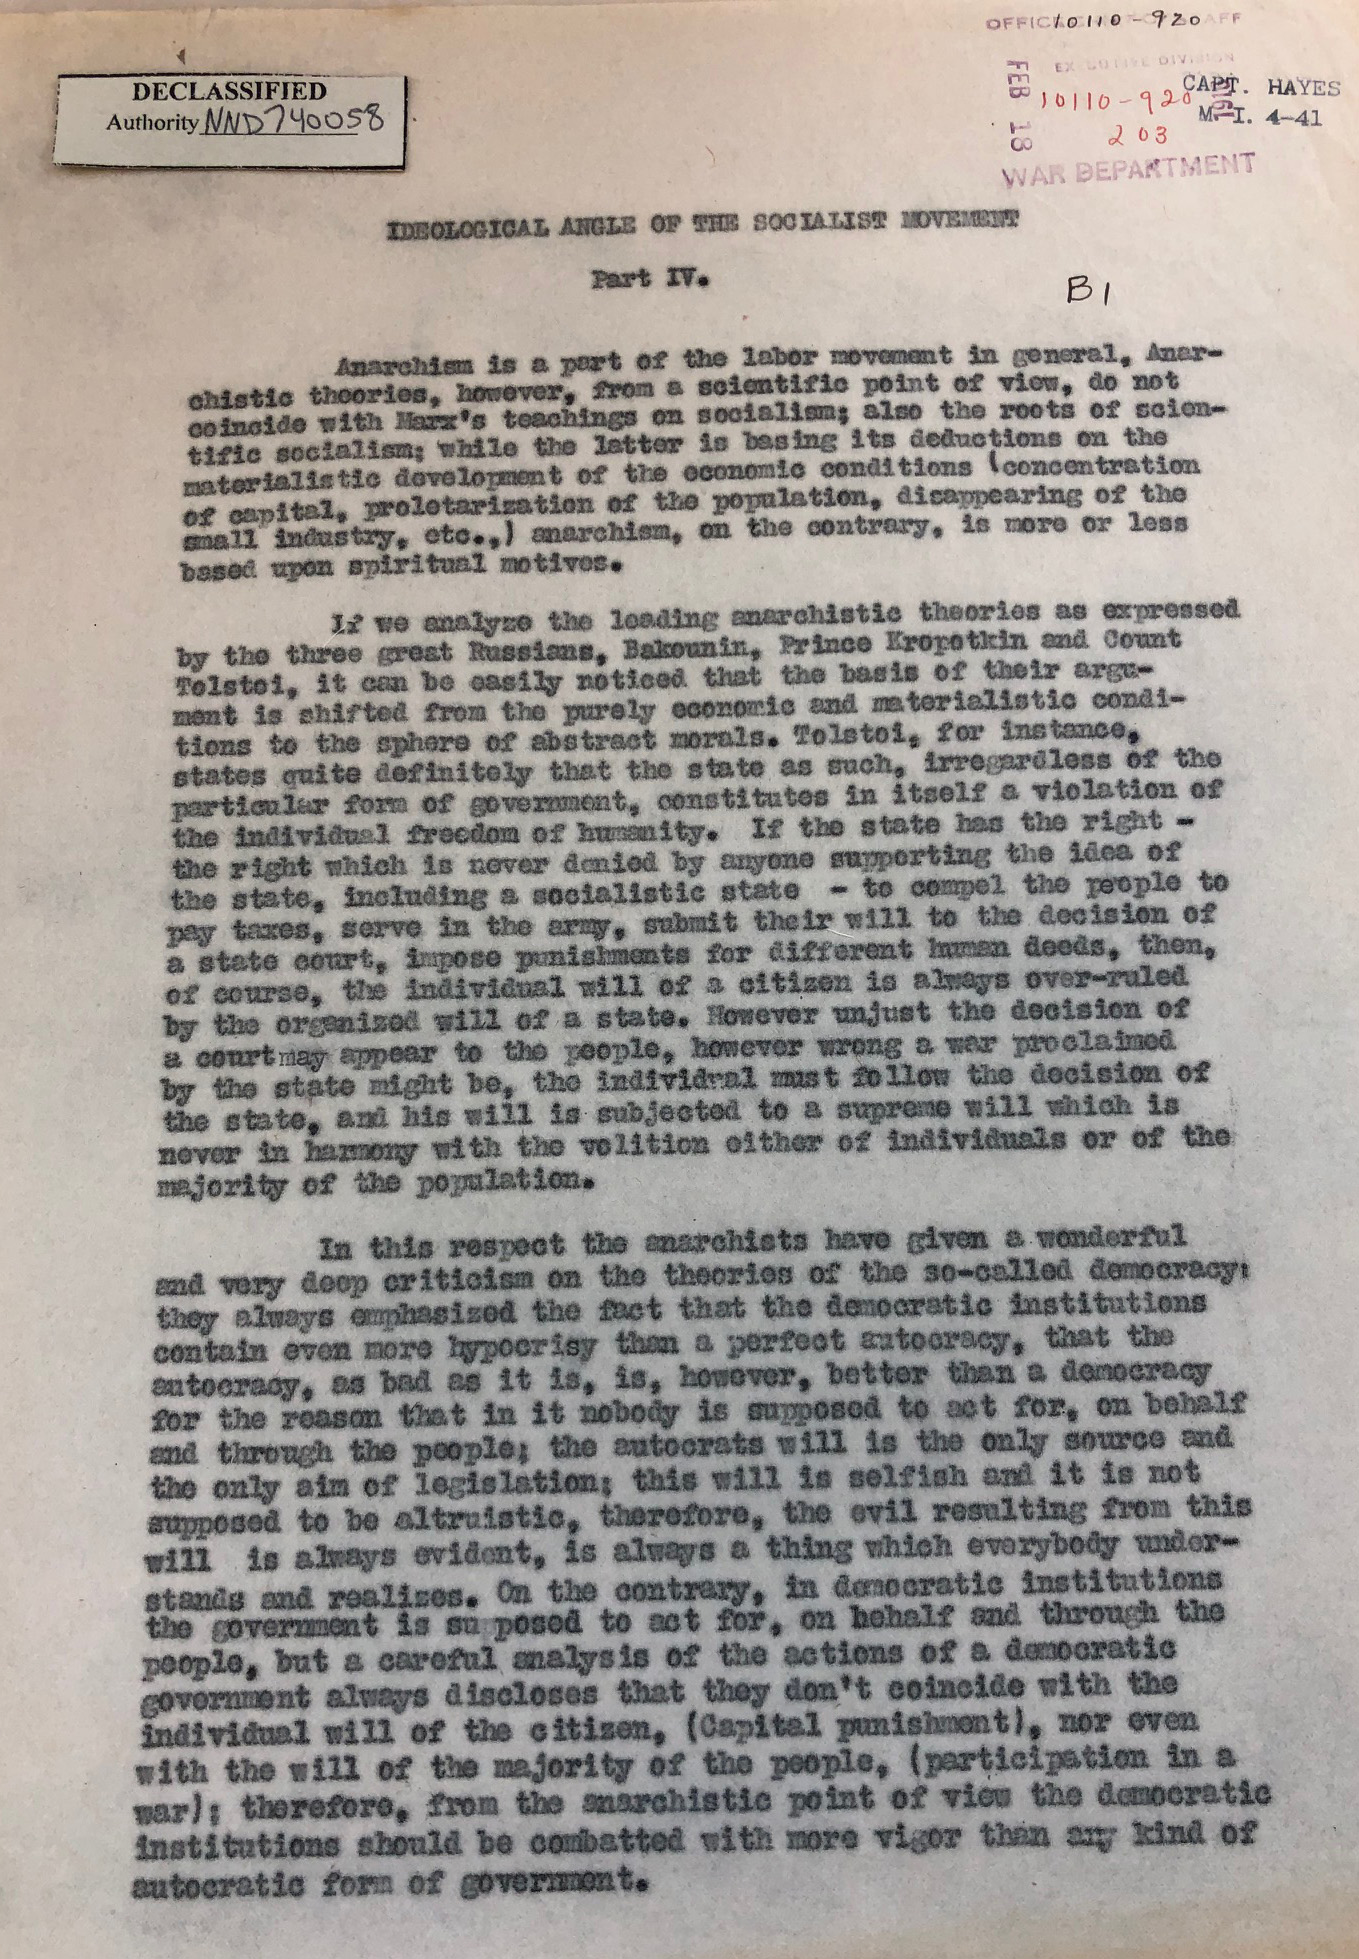 OFFIC
10110-920
AFF
EXECUTIVE DIVISION
FEB 18
10110-920
203
CAPT. HAYES
M. I. 4-41
WAR DEPARTMENT
DECLASSIFIED
Authority NND740058
IDEOLOGICAL ANGLE OF THE SOCIALIST MOVEMENT
Part IV.
B1
Anarchism is a part of the labor movement in general, Anar-
chistic theories, however, from a scientific point of view, do not
coincide with Marx's teachings on socialism; also the roots of scien-
tific socialism; while the latter is basing its deductions on the
materialistic development of the economic conditions (concentration
of capital, proletarization of the population, disappearing of the
small industry, etc.,) anarchism, on the contrary, is more or less
based upon spiritual motives.
If we analyze the leading anarchistic theories as expressed
by the three great Russians, Bakounin, Prince Kropotkin and Count
Tolstoi, it can be easily noticed that the basis of their argu-
ment is shifted from the purely economic and materialistic condi-
tions to the sphere of abstract morals. Tolstoi, for instance,
states quite definitely that the state as such, irregardless of the
particular form of government, constitutes in itself a violation of
the individual freedom of humanity. If the state has the right -
the right which is never denied by anyone supporting the idea of
the state, including a socialistic state - to compel the people to
pay taxes, serve in the army, submit their will to the decision of
a state court, impose punishments for different human deeds, then,
of course, the individual will of a citizen is always over-ruled
by the organized will of a state. However unjust the decision of
a court may appear to the people, however wrong a war proclaimed
by the state might be, the individual must follow the decision of
the state, and his will is subjected to a supreme will which is
never in harmony with the volition either of individuals or of the
majority of the population.
In this respect the anarchists have given a wonderful
and very deep criticism on the theories of the so-called democracy:
they always emphasized the fact that the democratic institutions
contain even more hypocrisy than a perfect autocracy, that the
autocracy, as bad as it is, is, however, better than a democracy
for the reason that in it nobody is supposed to act for, on behalf
and through the people; the autocrats will is the only source and
the only aim of legislation; this will is selfish and it is not
supposed to be altruistic, therefore, the evil resulting from this
will is always evident, is always a thing which everybody under-
stands and realizes. On the contrary, in democratic institutions
the government is supposed to act for, on behalf and through the
people, but a careful analysis of the actions of a democratic
government always discloses that they don't coincide with the
individual will of the citizen, (Capital punishment), nor even
with the will of the majority of the people, (participation in a
war); therefore, from the anarchistic point of view the democratic
institutions should be combatted with more vigor than any kind of
autocratic form of government.